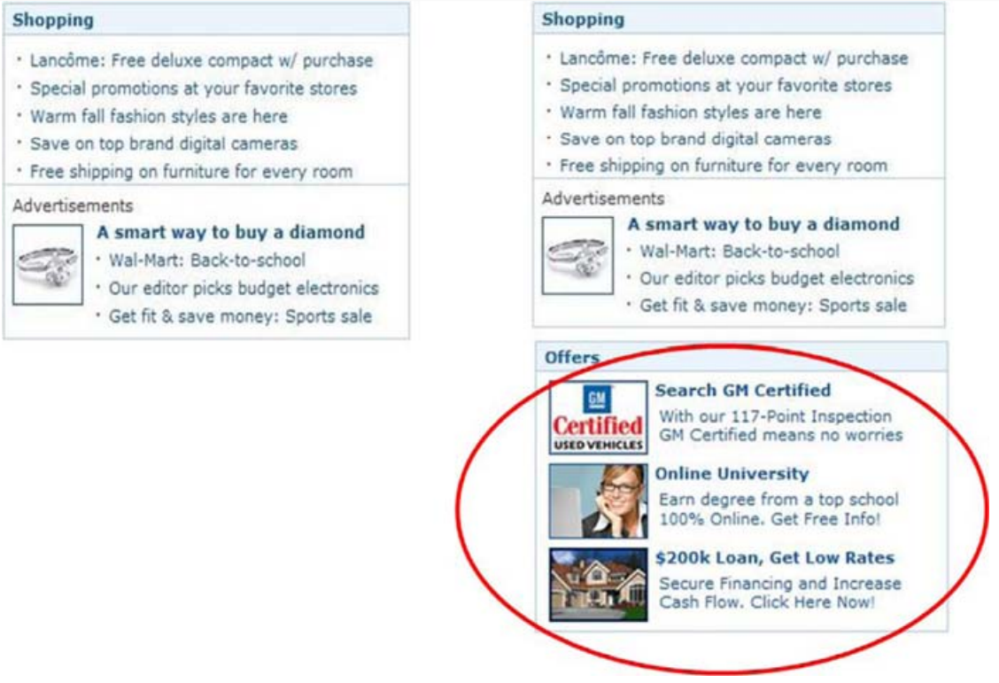 Shopping
· Lancôme: Free deluxe compact w/ purchase
· Special promotions at your favorite stores
· Warm fall fashion styles are here
· Save on top brand digital cameras
· Free shipping on furniture for every room
Advertisements
A smart way to buy a diamond
· Wal-Mart: Back-to-school
· Our editor picks budget electronics
· Get fit & save money: Sports sale
Shopping
· Lancôme: Free deluxe compact w/ purchase
· Special promotions at your favorite stores
· Warm fall fashion styles are here
· Save on top brand digital cameras
· Free shipping on furniture for every room
Advertisements
A smart way to buy a diamond
· Wal-Mart: Back-to-school
· Our editor picks budget electronics
· Get fit & save money: Sports sale
Offers
GM
Certified
USED VEHICLES
Search GM Certified
With our 117-Point Inspection
GM Certified means no worries
Online University
Earn degree from a top school
100% Online. Get Free Info!
$200k Loan, Get Low Rates
Secure Financing and Increase
Cash Flow. Click Here Now!